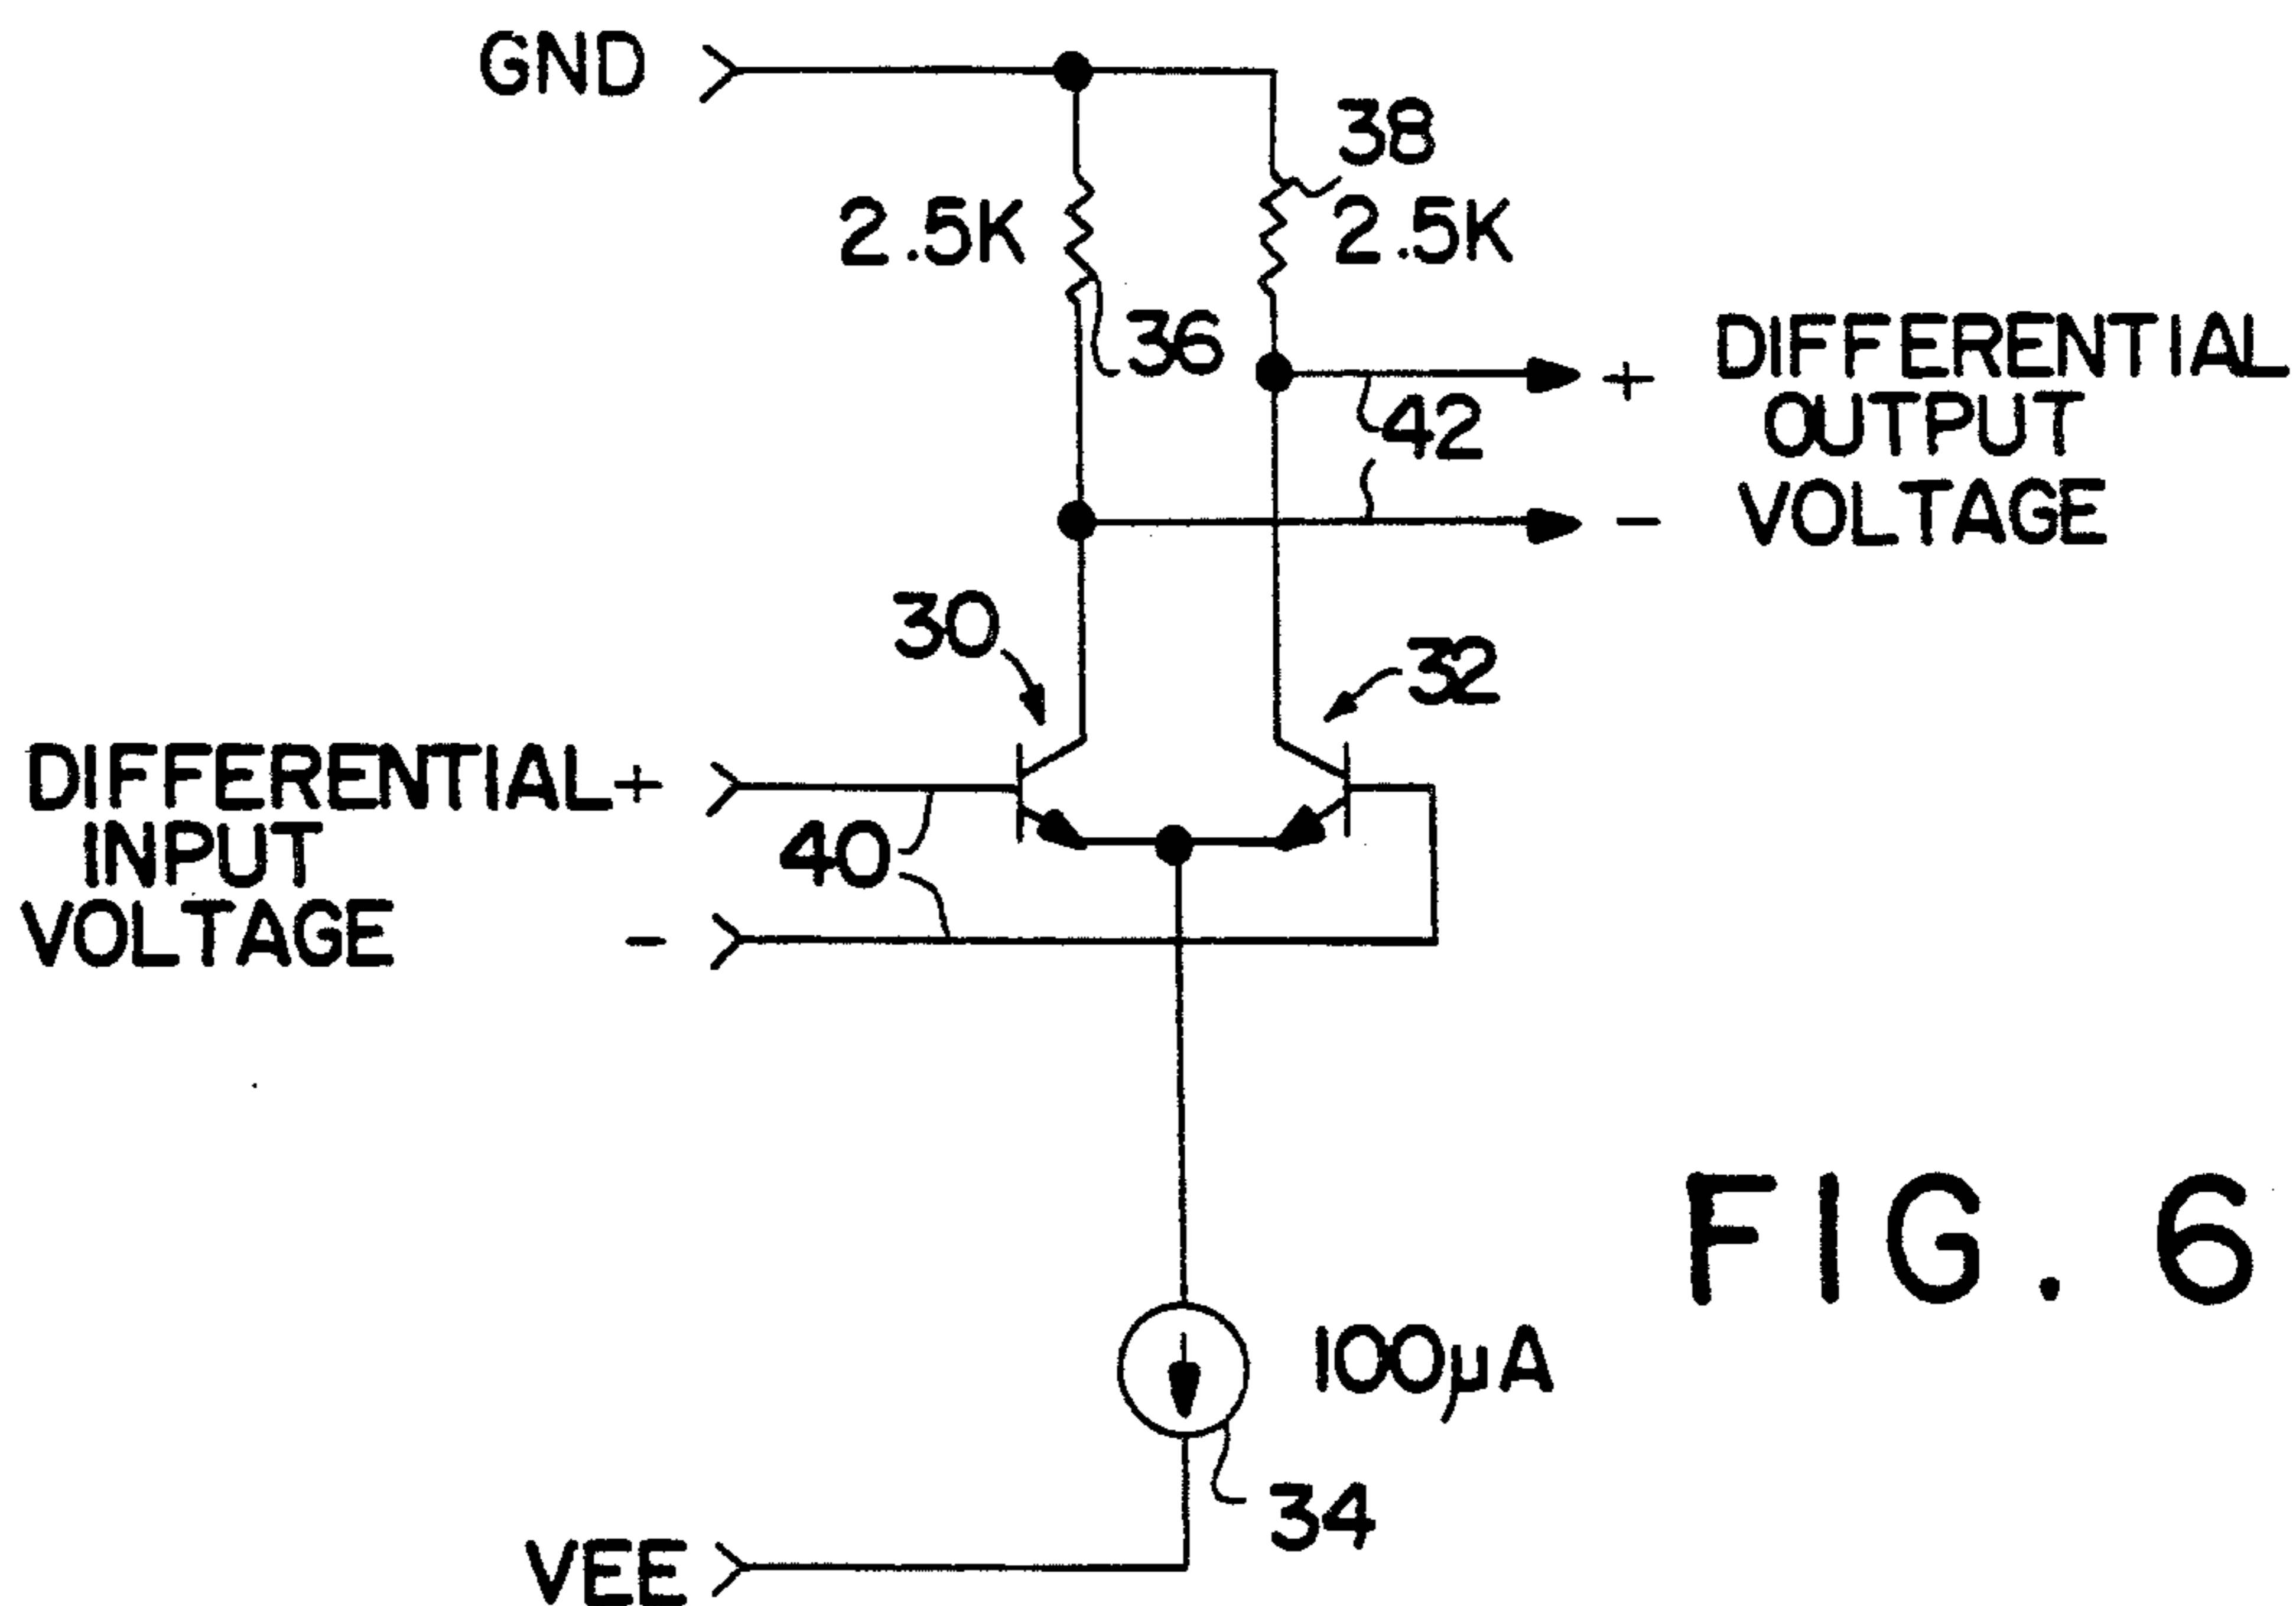 GND
38
2.5K
2.5K
36
DIFFERENTIAL
+
OUTPUT
42
VOLTAGE
-
30
32
DIFFERENTIAL +
INPUT
40
VOLTAGE
-
FIG. 6
100µA
34
VEE